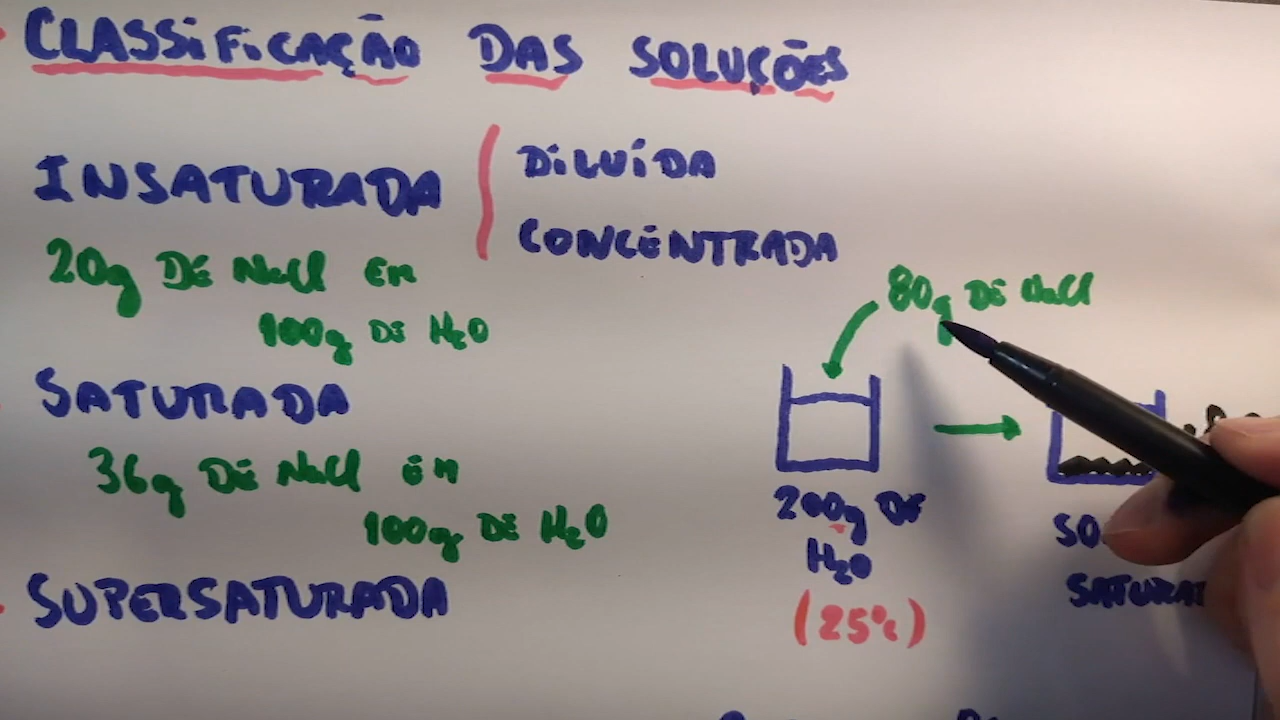 CLASSiFiCAÇÃO DAS SOLUÇÕES
INSATURADA
DiLUÍDA
CONCENTRADA
20g DE NaCl EM
100g DE H2O
80g DE NaCl
SATURADA
36g DE NaCl EM
100g DE H2O
200g DE
H2O
(25°C)
SUPERSATURADA